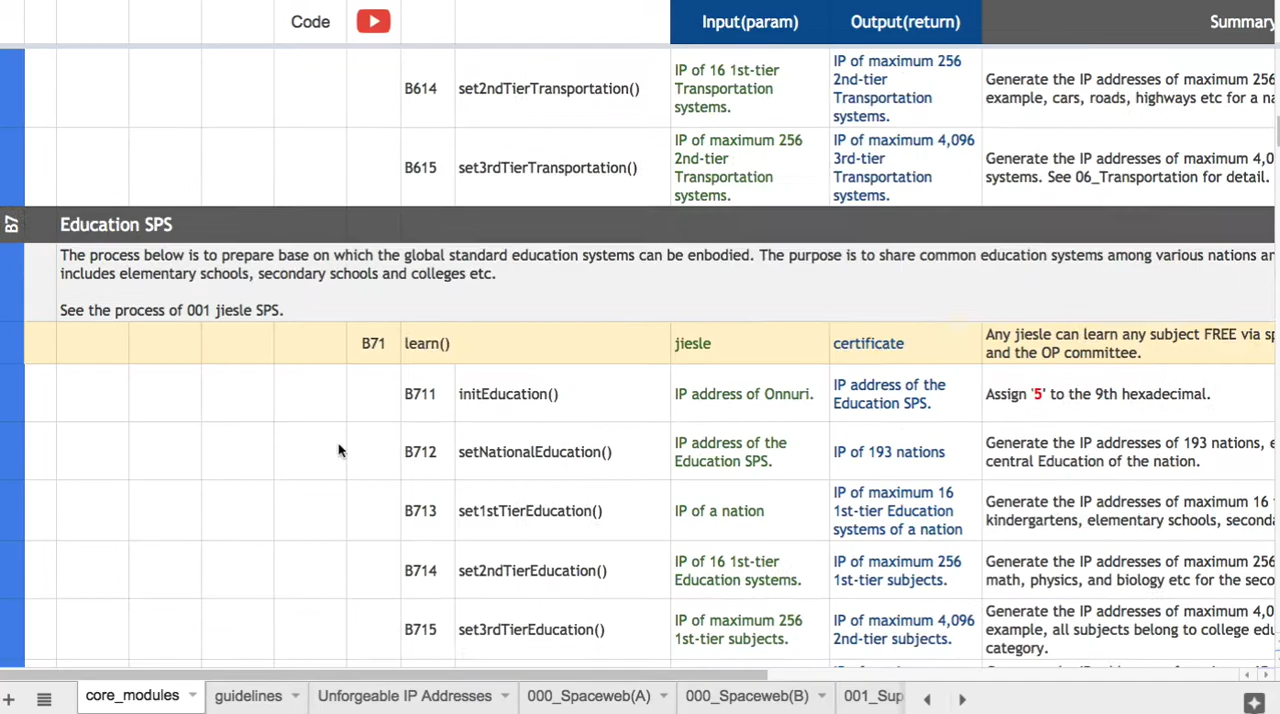 Code
Input(param)
Output(return)
Summary
B614
set2ndTierTransportation()
IP of 16 1st-tier
Transportation
systems.
IP of maximum 256
2nd-tier
Transportation
systems.
Generate the IP addresses of maximum 256
example, cars, roads, highways etc for a na
B615
set3rdTierTransportation()
IP of maximum 256
2nd-tier
Transportation
systems.
IP of maximum 4,096
3rd-tier
Transportation
systems.
Generate the IP addresses of maximum 4,0
systems. See 06_Transportation for detail.
B7
Education SPS
The process below is to prepare base on which the global standard education systems can be embodied. The purpose is to share common education systems among various nations an
includes elementary schools, secondary schools and colleges etc.
See the process of 001 jiesle SPS.
B71
learn()
jiesle
certificate
Any jiesle can learn any subject FREE via sp
and the OP committee.
B711
initEducation()
IP address of Onnuri.
IP address of the
Education SPS.
Assign '5' to the 9th hexadecimal.
B712
setNationalEducation()
IP address of the
Education SPS.
IP of 193 nations
Generate the IP addresses of 193 nations, e
central Education of the nation.
B713
set1stTierEducation()
IP of a nation
IP of maximum 16
1st-tier Education
systems of a nation
Generate the IP addresses of maximum 16
kindergartens, elementary schools, seconda
B714
set2ndTierEducation()
IP of 16 1st-tier
Education systems.
IP of maximum 256
1st-tier subjects.
Generate the IP addresses of maximum 256
math, physics, and biology etc for the seco
B715
set3rdTierEducation()
IP of maximum 256
1st-tier subjects.
IP of maximum 4,096
2nd-tier subjects.
Generate the IP addresses of maximum 4,0
example, all subjects belong to college edu
category.
core_modules
guidelines
Unforgeable IP Addresses
000_Spaceweb(A)
000_Spaceweb(B)
001_Sup